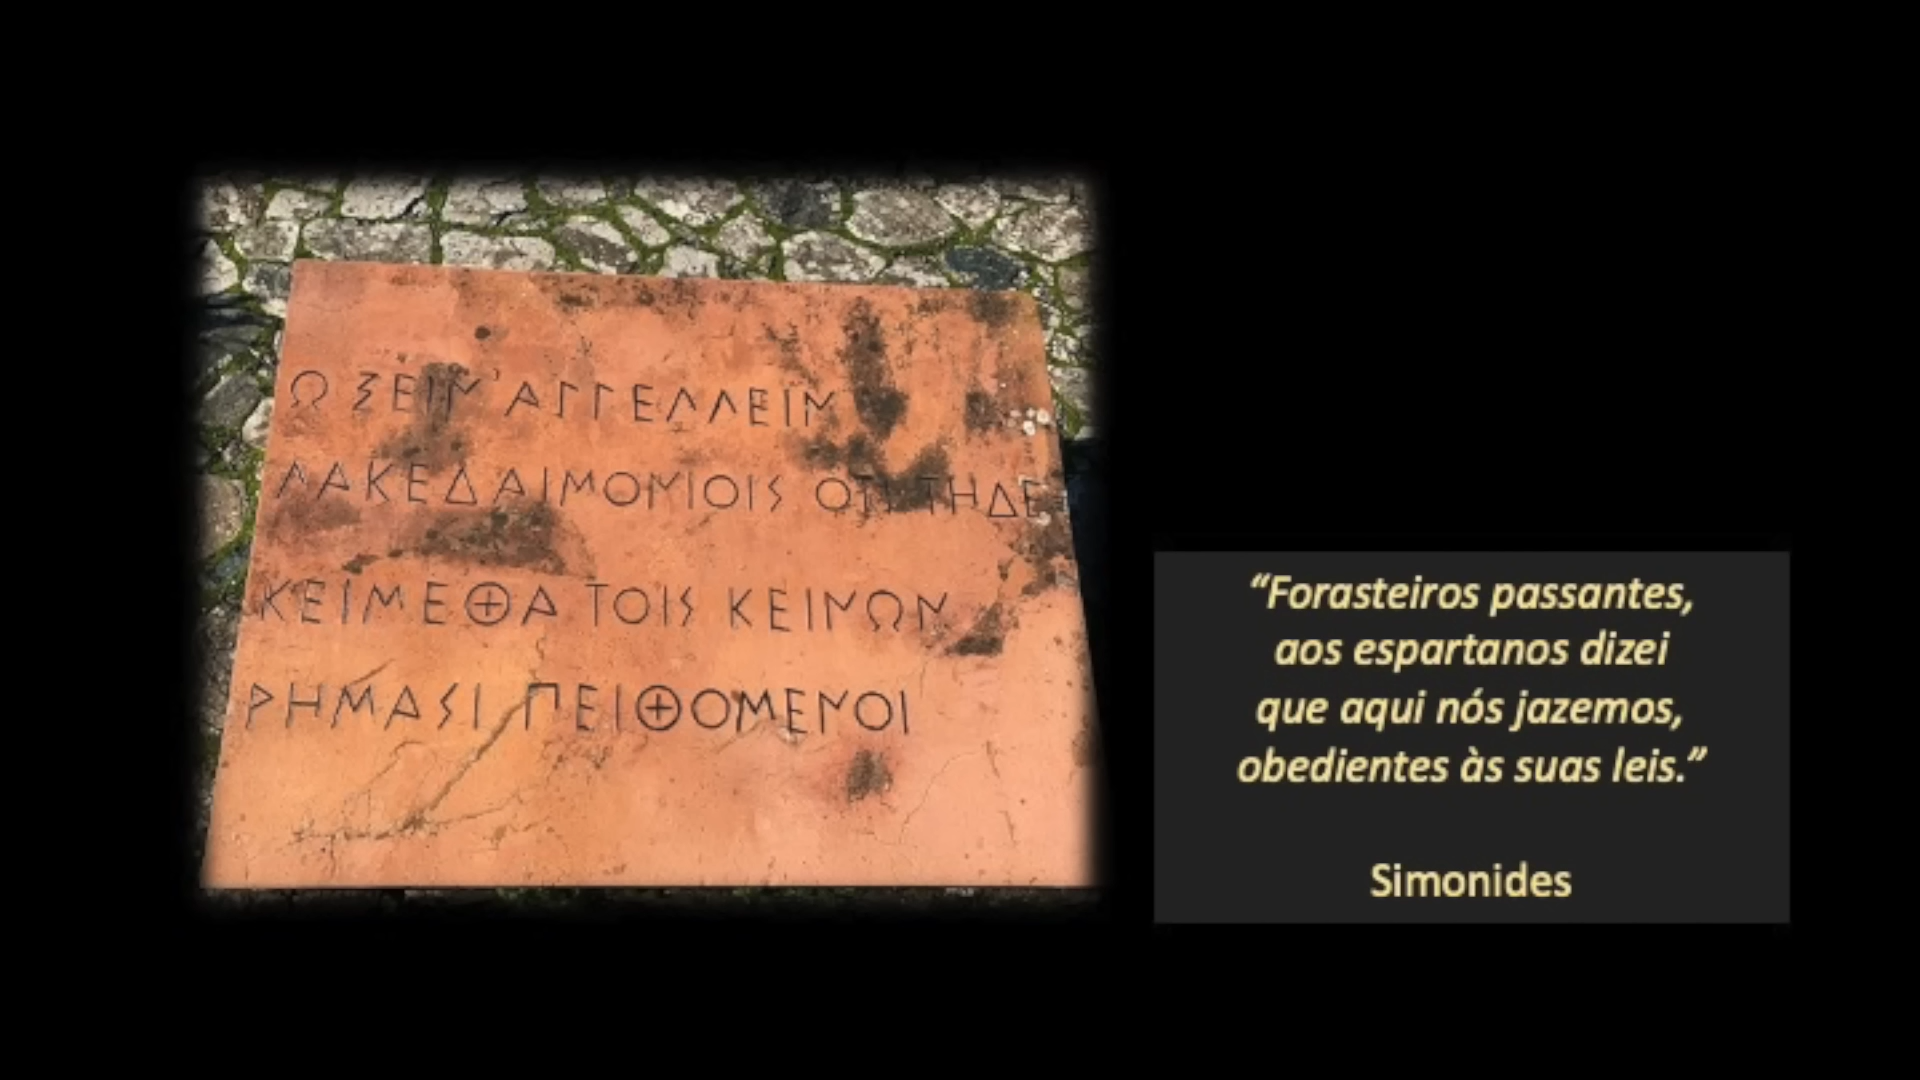 Ω ΞΕΙΝ' ΑΓΓΕΛΛΕΙΝ
ΛΑΚΕΔΑΙΜΟΝΙΟΙΣ ΟΤΙ ΤΗΔΕ
ΚΕΙΜΕΘΑ ΤΟΙΣ ΚΕΙΝΩΝ
ΡΗΜΑΣΙ ΠΕΙΘΟΜΕΝΟΙ
“Forasteiros passantes,
aos espartanos dizei
que aqui nós jazemos,
obedientes às suas leis.”
Simonides